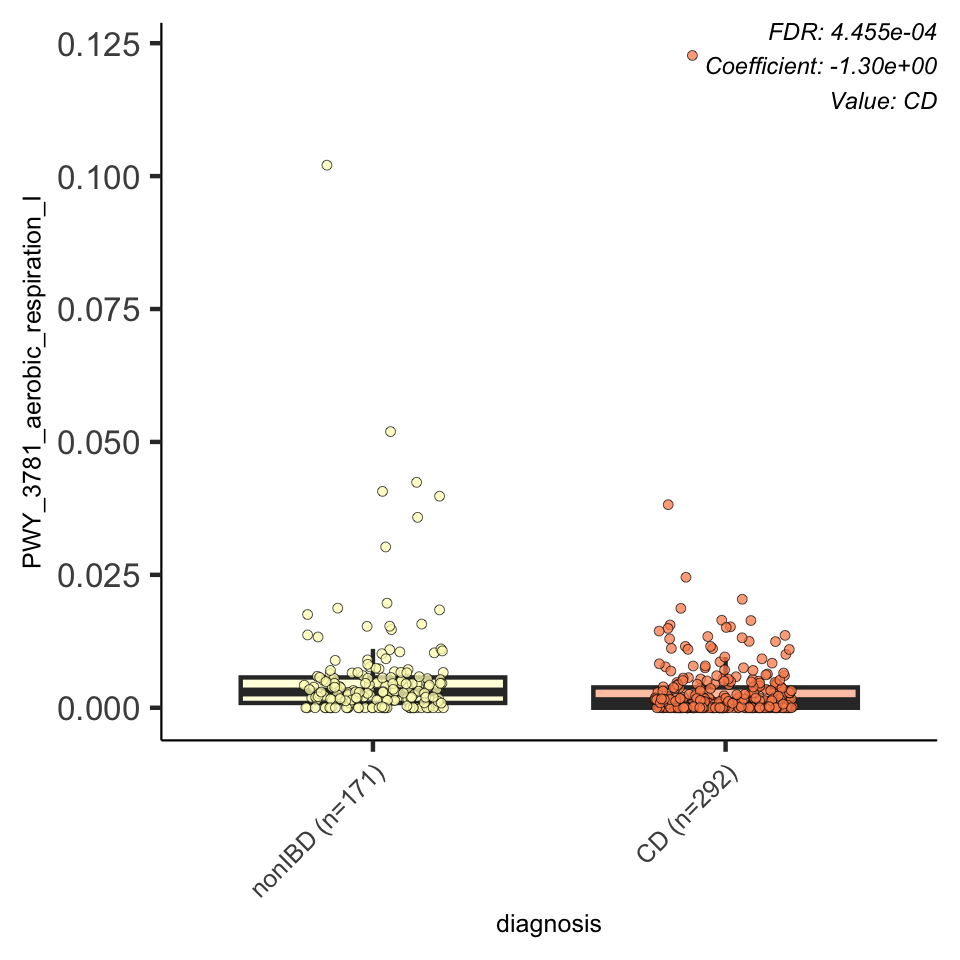 FDR: 4.455e-04
Coefficient: -1.30e+00
Value: CD
PWY_3781_aerobic_respiration_I
0.125
0.100
0.075
0.050
0.025
0.000
nonIBD (n=171)
CD (n=292)
diagnosis